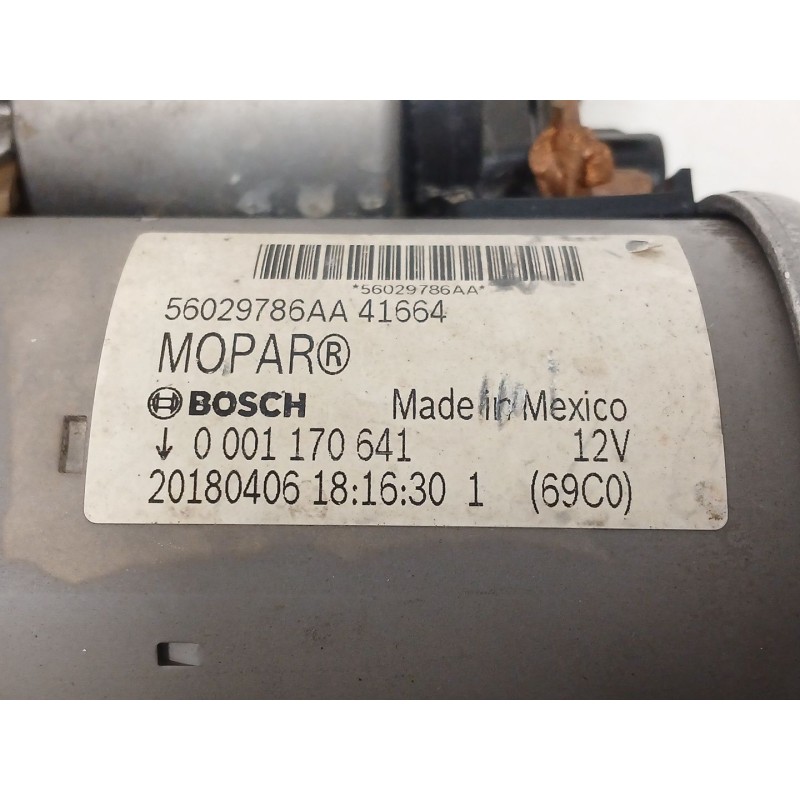 *56029786AA*
56029786AA 41664
MOPAR®
BOSCH Made in Mexico
↓ 0 001 170 641 12V
20180406 18:16:30 1 (69C0)